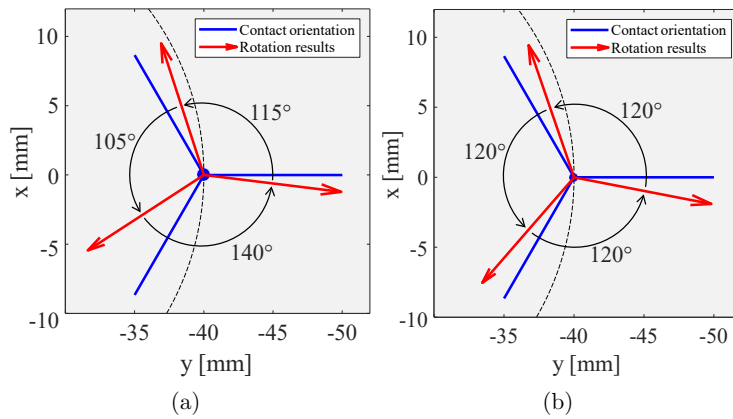 Contact orientation
Rotation results
10
5
0
-5
-10
x [mm]
105°
115°
140°
-35
-40
-45
-50
y [mm]
(a)
Contact orientation
Rotation results
10
5
0
-5
-10
x [mm]
120°
120°
120°
-35
-40
-45
-50
y [mm]
(b)